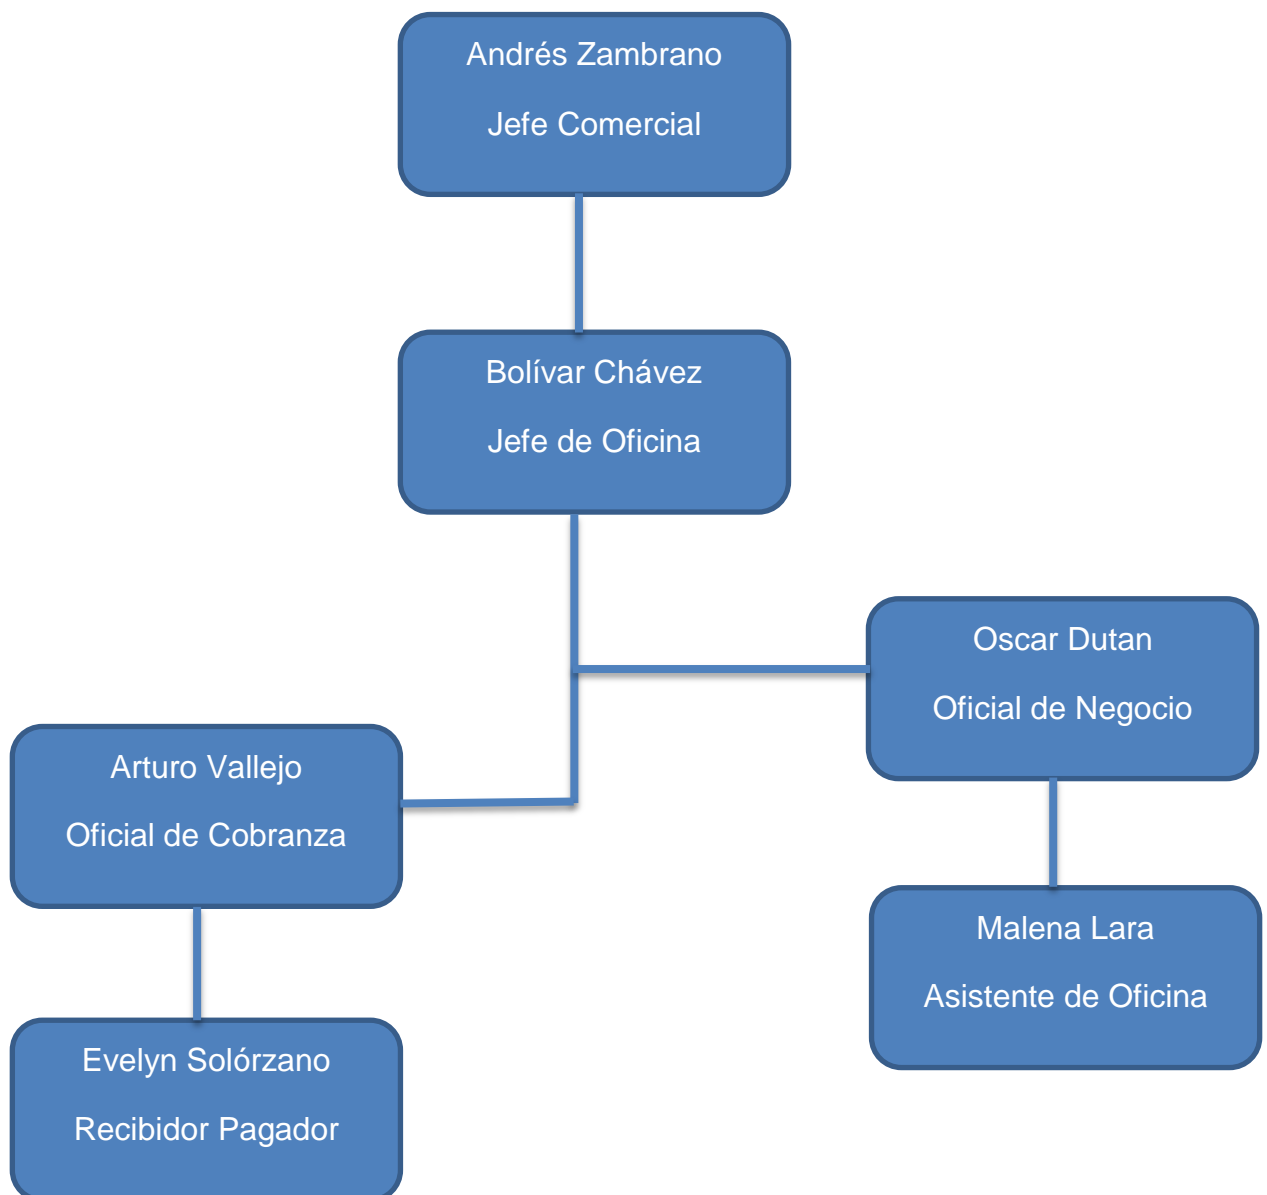 Andrés Zambrano
Jefe Comercial
Bolívar Chávez
Jefe de Oficina
Oscar Dutan
Oficial de Negocio
Arturo Vallejo
Oficial de Cobranza
Malena Lara
Asistente de Oficina
Evelyn Solórzano
Recibidor Pagador